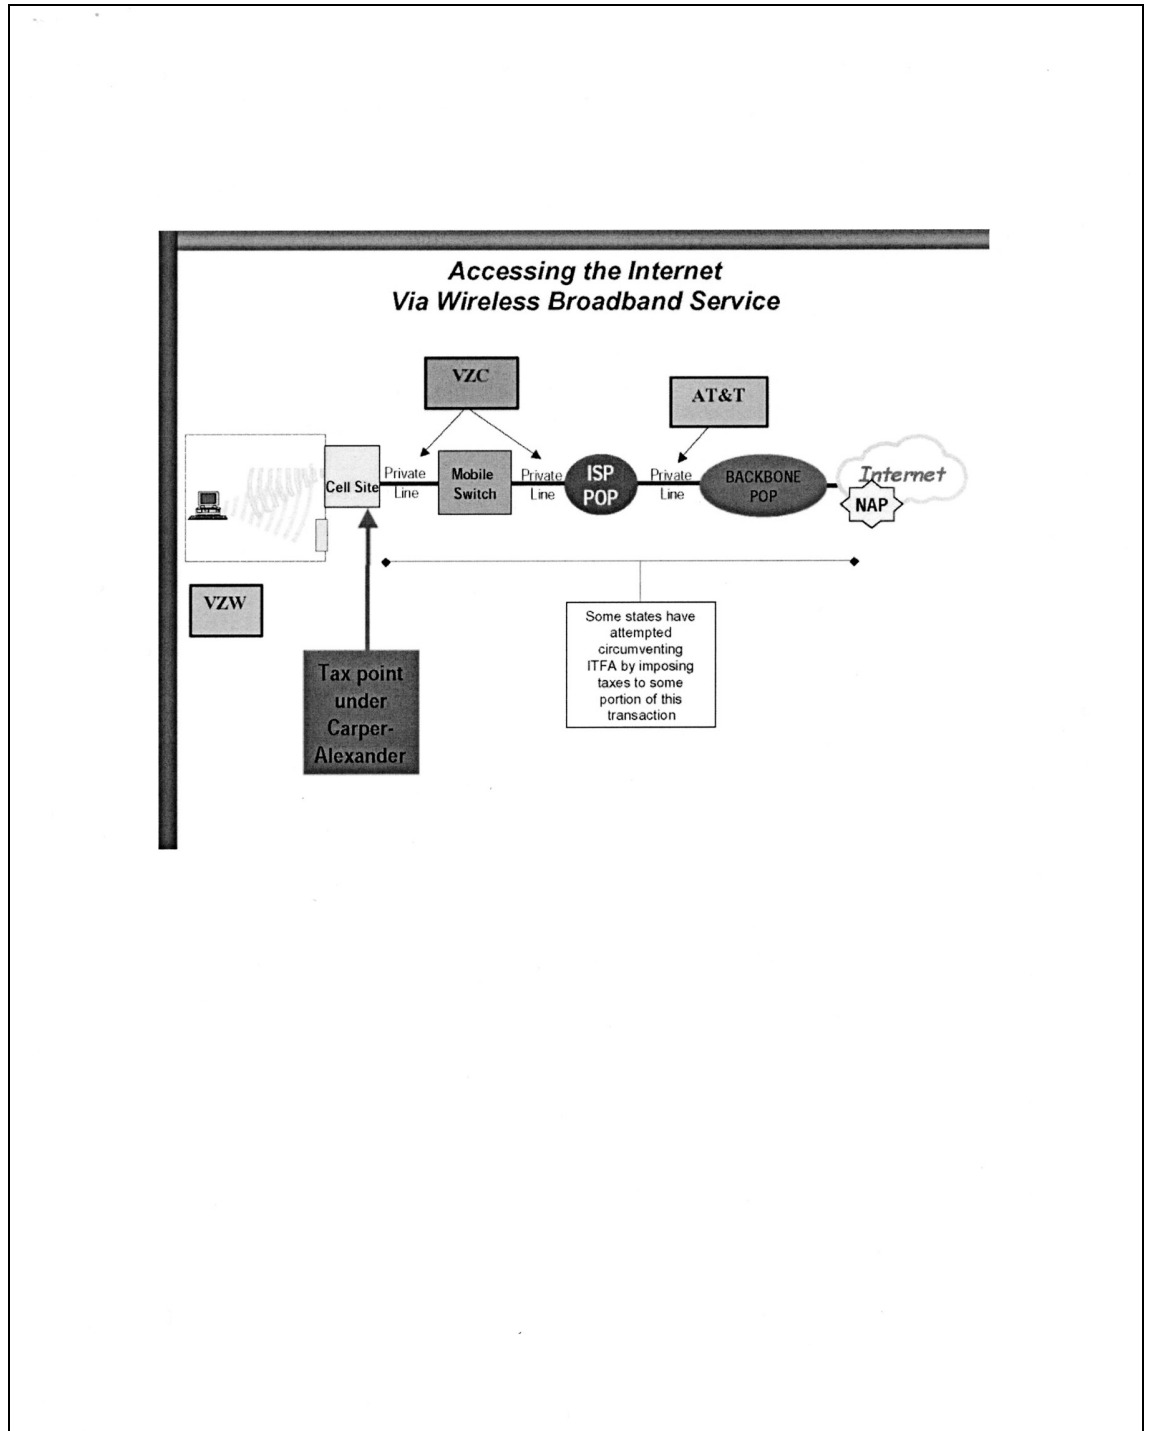 Accessing the Internet
Via Wireless Broadband Service
VZC
AT&T
Cell Site
Private
Line
Mobile
Switch
Private
Line
ISP
POP
Private
Line
BACKBONE
POP
Internet
NAP
VZW
Tax point
under
Carper-
Alexander
Some states have
attempted
circumventing
ITFA by imposing
taxes to some
portion of this
transaction